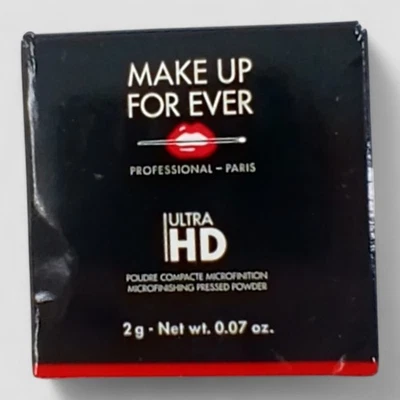 MAKE UP
FOR EVER
PROFESSIONAL – PARIS
ULTRA
HD
POUDRE COMPACTE MICROFINITION
MICROFINISHING PRESSED POWDER
2 g - Net wt. 0.07 oz.